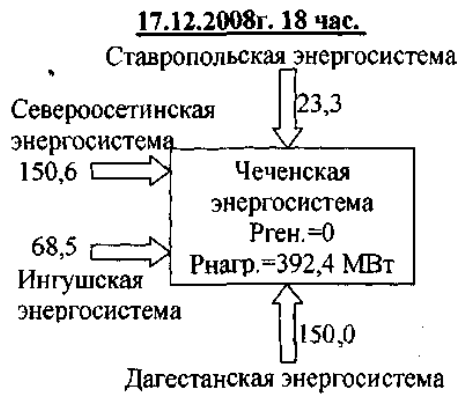 17.12.2008г. 18 час.
Ставропольская энергосистема
23,3
Североосетинская
энергосистема
150,6
Чеченская
энергосистема
Рген.=0
Рнагр.=392,4 МВт
68,5
Ингушская
энергосистема
150,0
Дагестанская энергосистема